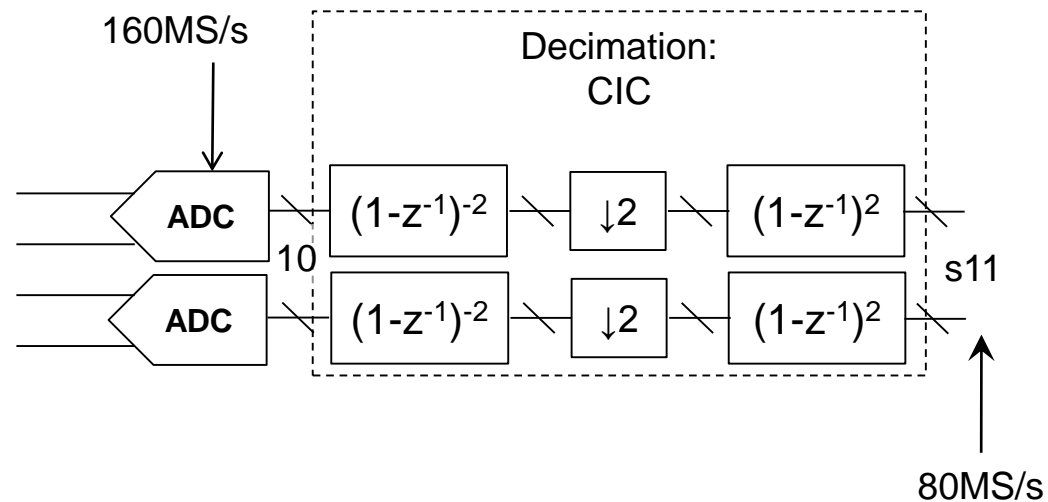 160MS/s
Decimation:
CIC
ADC
(1-z⁻¹)⁻²
↓2
(1-z⁻¹)²
10
s11
ADC
(1-z⁻¹)⁻²
↓2
(1-z⁻¹)²
80MS/s